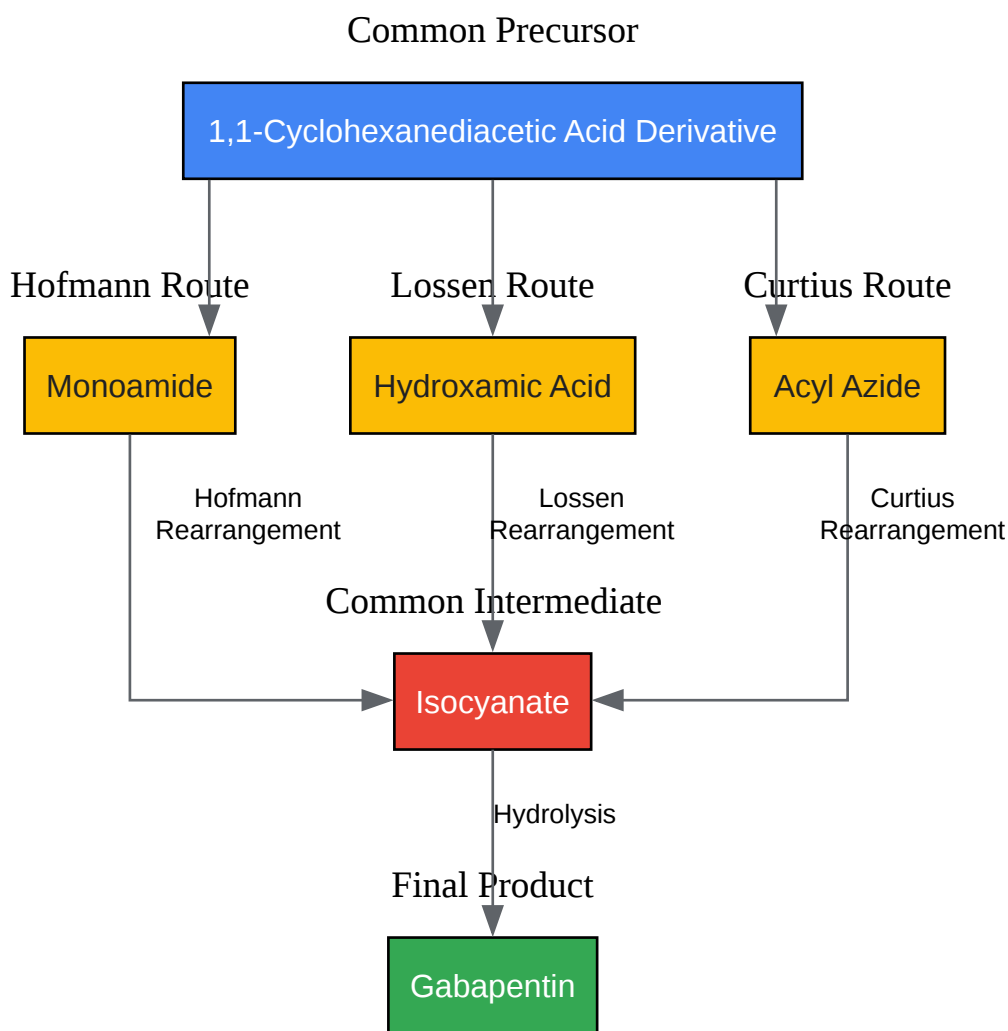 Common Precursor
1,1-Cyclohexanediacetic Acid Derivative
Hofmann Route
Lossen Route
Curtius Route
Monoamide
Hydroxamic Acid
Acyl Azide
Hofmann
Rearrangement
Lossen
Rearrangement
Curtius
Rearrangement
Common Intermediate
Isocyanate
Hydrolysis
Final Product
Gabapentin